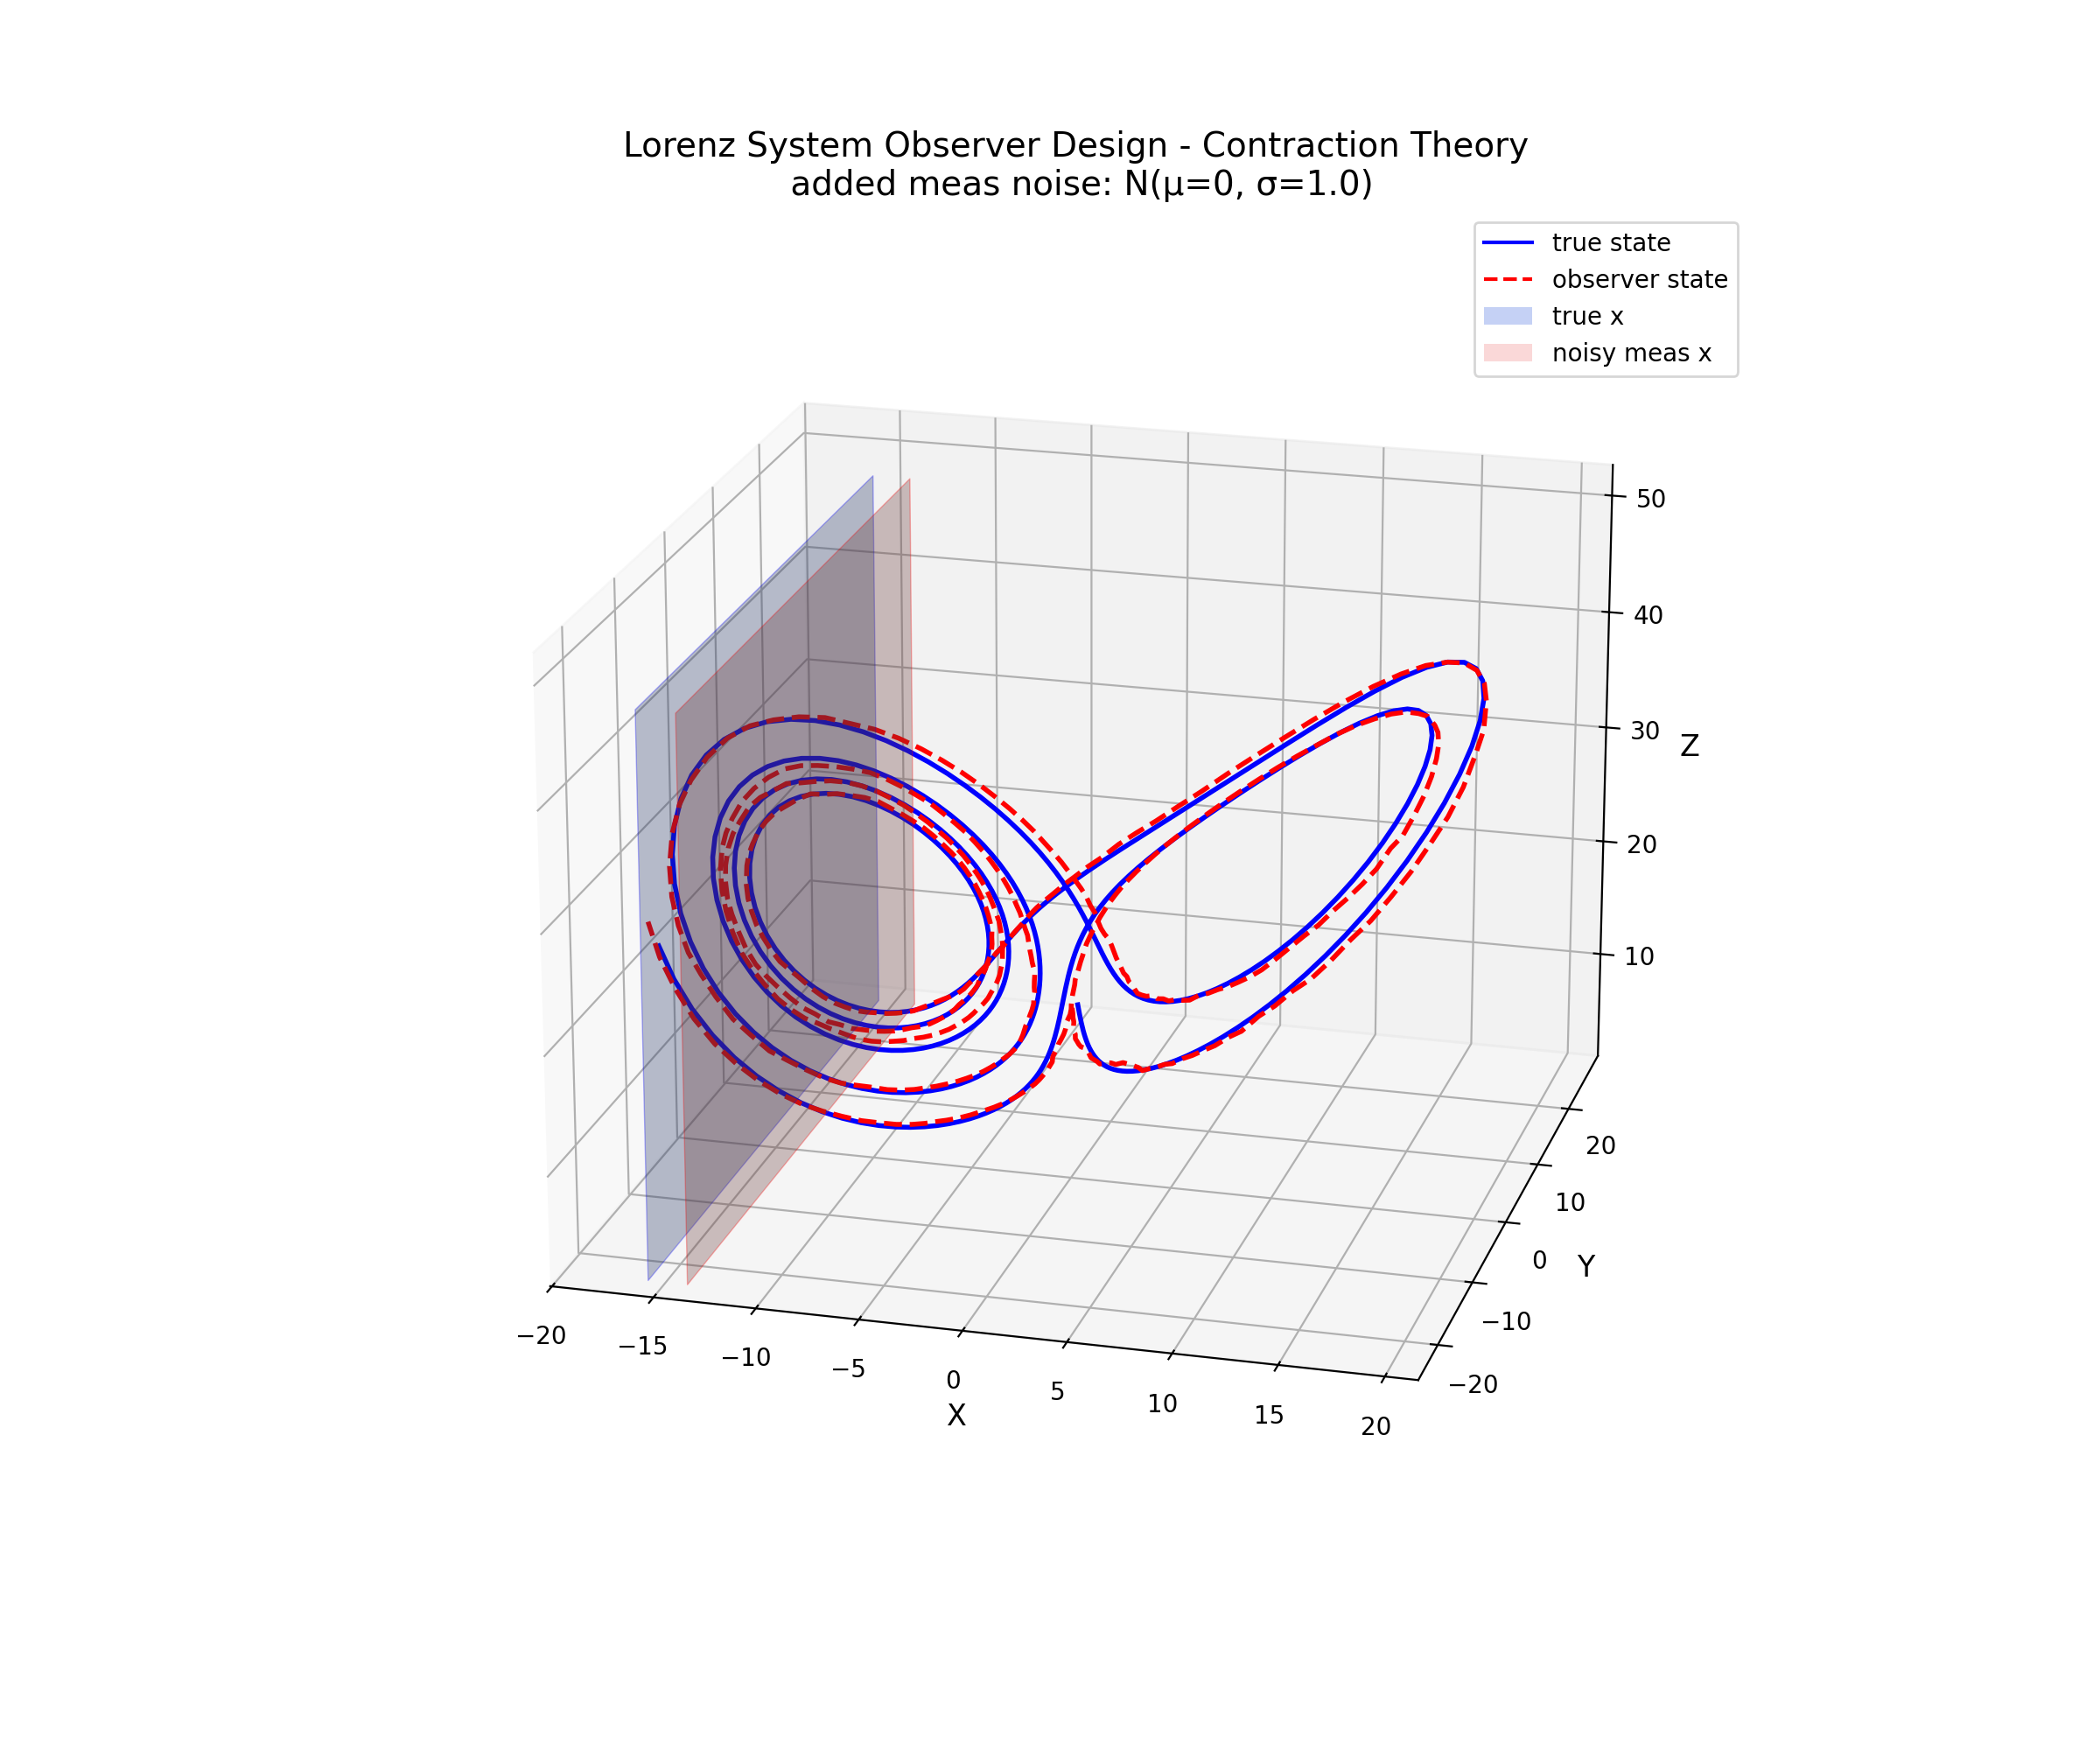 Lorenz System Observer Design - Contraction Theory
added meas noise: N(μ=0, σ=1.0)
true state
observer state
true x
noisy meas x
50
40
30
Z
20
10
20
10
0
Y
−10
−20
−20
−15
−10
−5
0
5
10
15
20
X